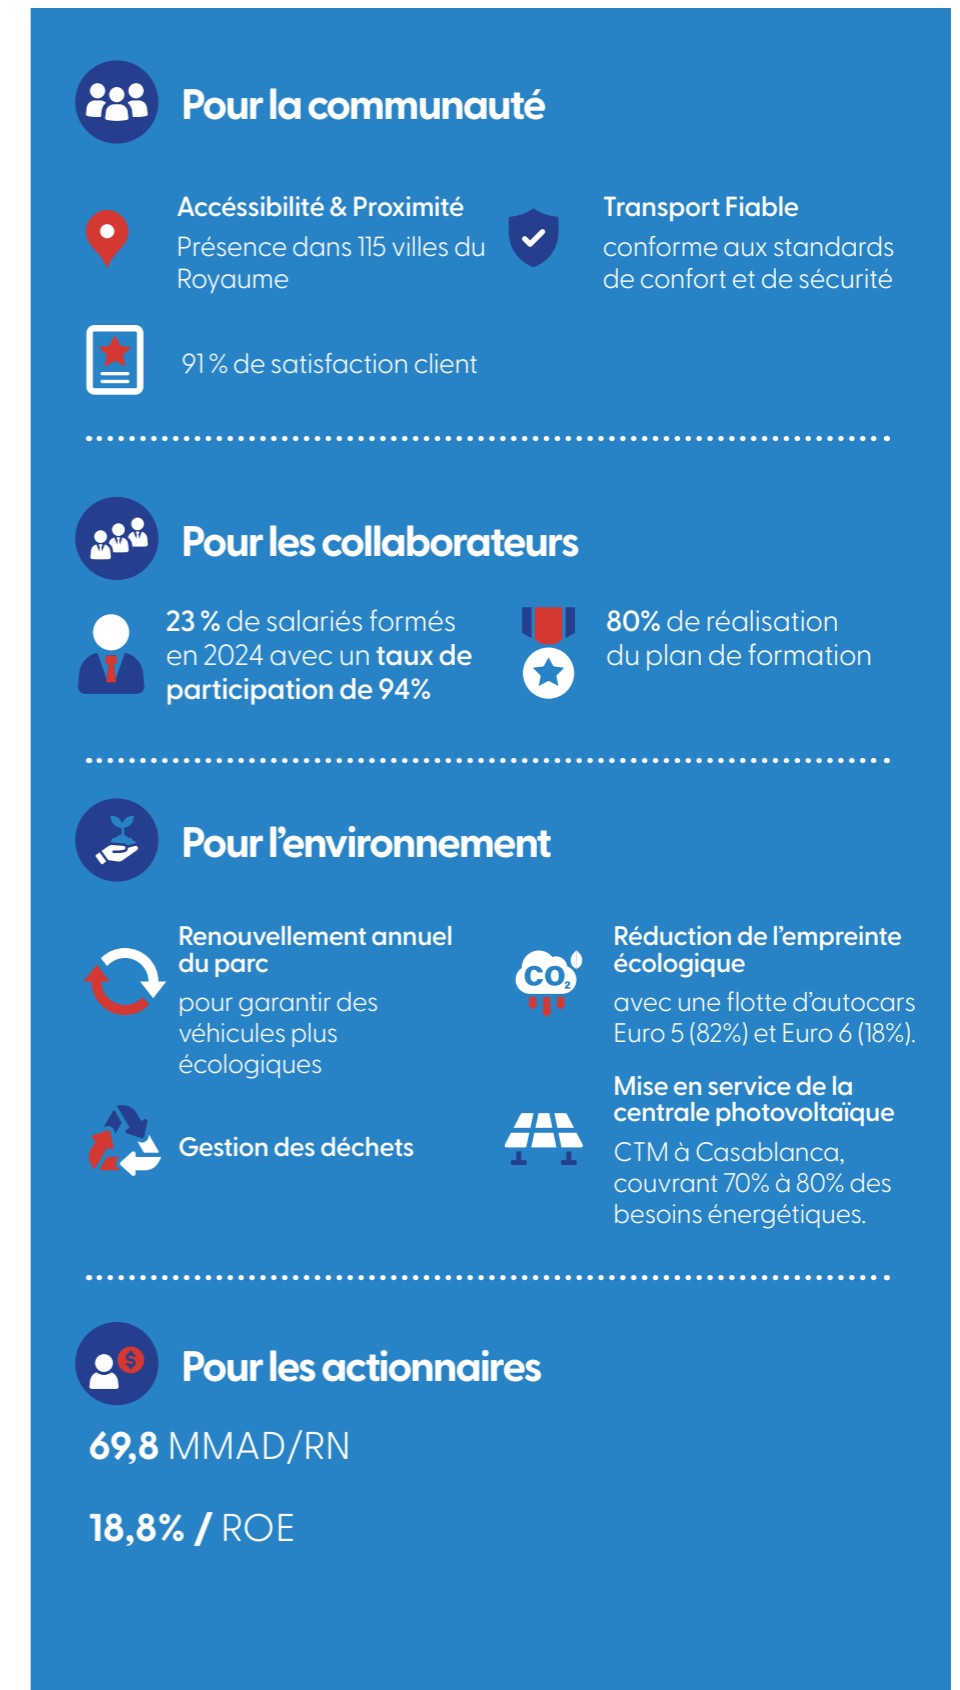 Pour la communauté
Accéssibilité & Proximité
Présence dans 115 villes du
Royaume
Transport Fiable
conforme aux standards
de confort et de sécurité
91 % de satisfaction client
Pour les collaborateurs
23 % de salariés formés
en 2024 avec un taux de
participation de 94%
80% de réalisation
du plan de formation
Pour l’environnement
Renouvellement annuel
du parc
pour garantir des
véhicules plus
écologiques
CO₂
Réduction de l’empreinte
écologique
avec une flotte d’autocars
Euro 5 (82%) et Euro 6 (18%).
Gestion des déchets
Mise en service de la
centrale photovoltaïque
CTM à Casablanca,
couvrant 70% à 80% des
besoins énergétiques.
$
Pour les actionnaires
69,8 MMAD/RN
18,8% / ROE